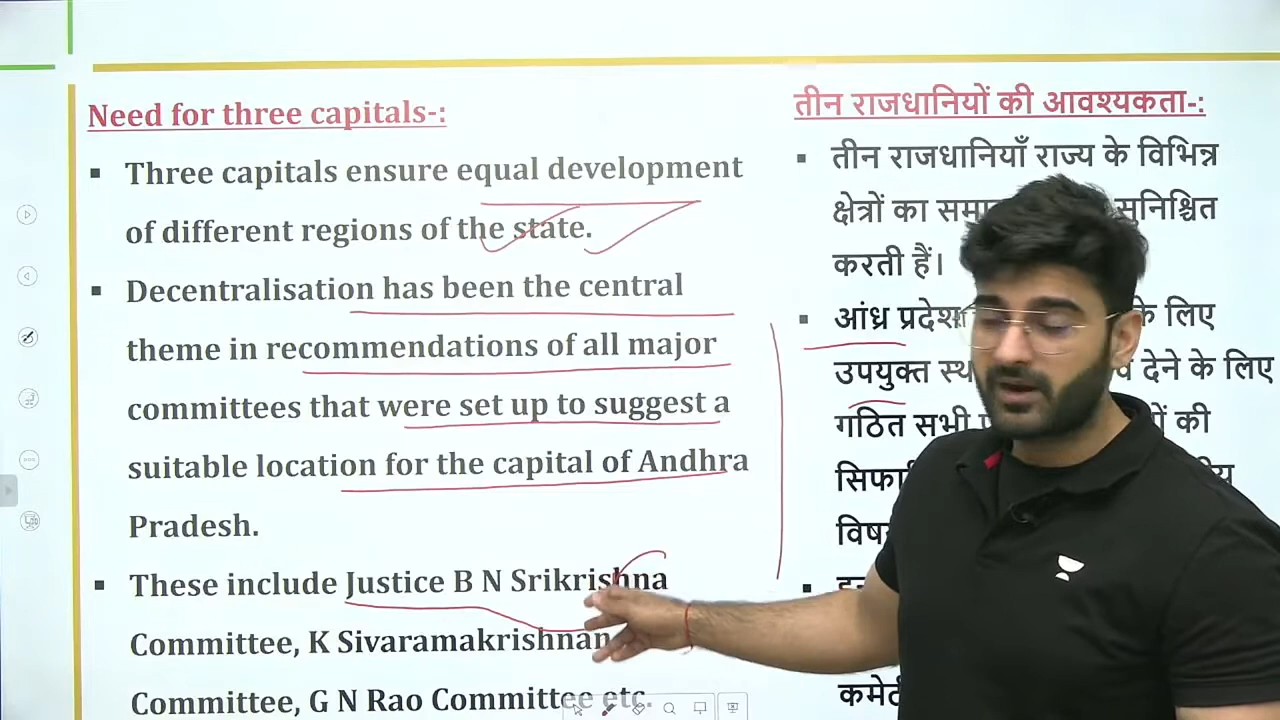 Need for three capitals-:
▪ Three capitals ensure equal development
of different regions of the state.
▪ Decentralisation has been the central
theme in recommendations of all major
committees that were set up to suggest a
suitable location for the capital of Andhra
Pradesh.
▪ These include Justice B N Srikrishna
Committee, K Sivaramakrishnan
Committee, G N Rao Committee etc.
तीन राजधानियों की आवश्यकता-:
▪ तीन राजधानियाँ राज्य के विभिन्न
क्षेत्रों का सुनिश्चित
करती हैं।
▪ आंध्र प्रदेश के लिए
उपयुक्त देने के लिए
गठित सभी की